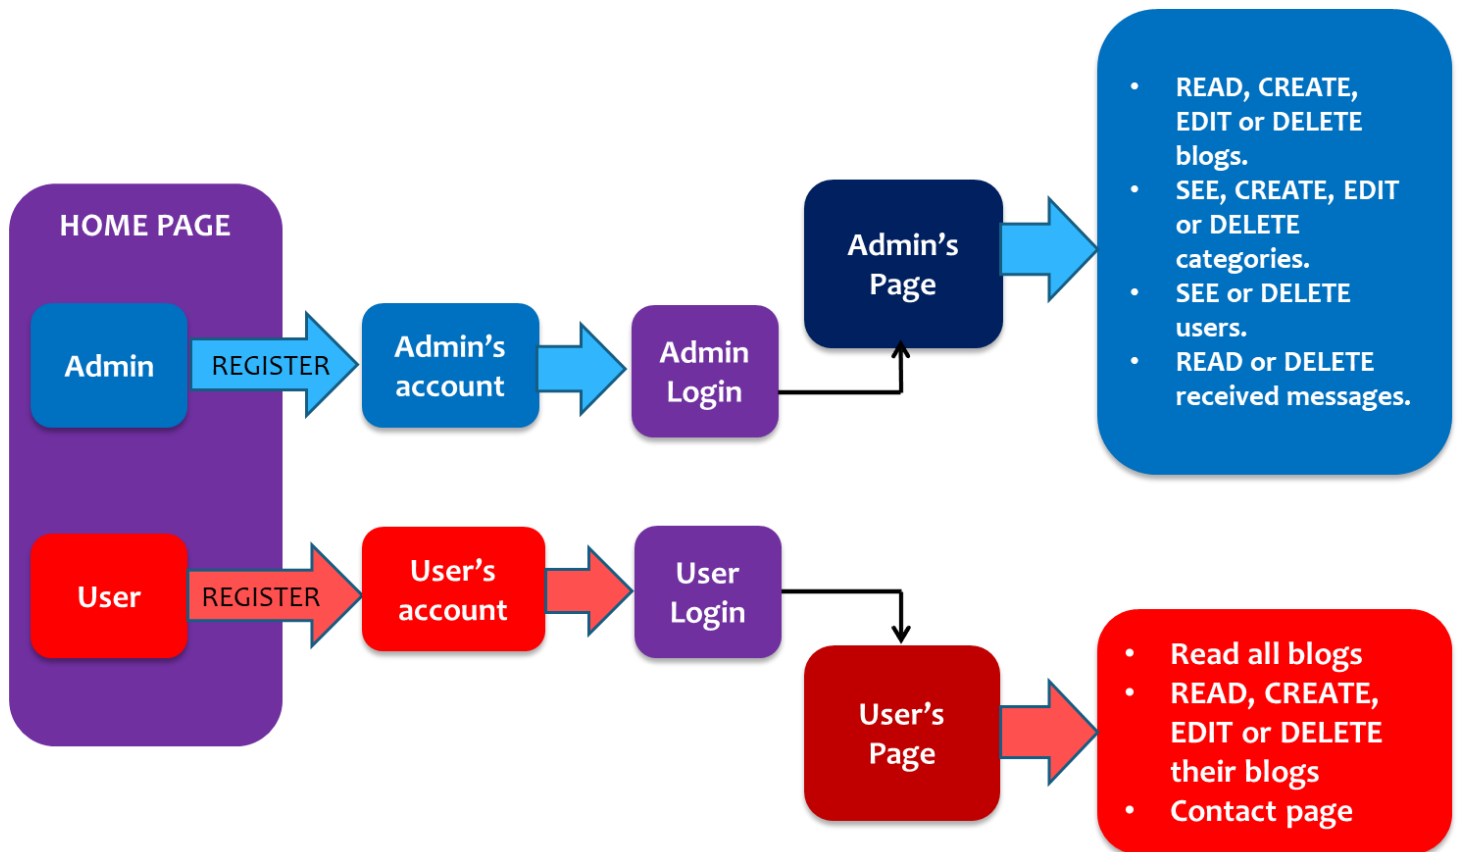 HOME PAGE
Admin
REGISTER
Admin’s
account
Admin
Login
Admin’s
Page
• READ, CREATE,
EDIT or DELETE
blogs.
• SEE, CREATE, EDIT
or DELETE
categories.
• SEE or DELETE
users.
• READ or DELETE
received messages.
User
REGISTER
User’s
account
User
Login
User’s
Page
• Read all blogs
• READ, CREATE,
EDIT or DELETE
their blogs
• Contact page